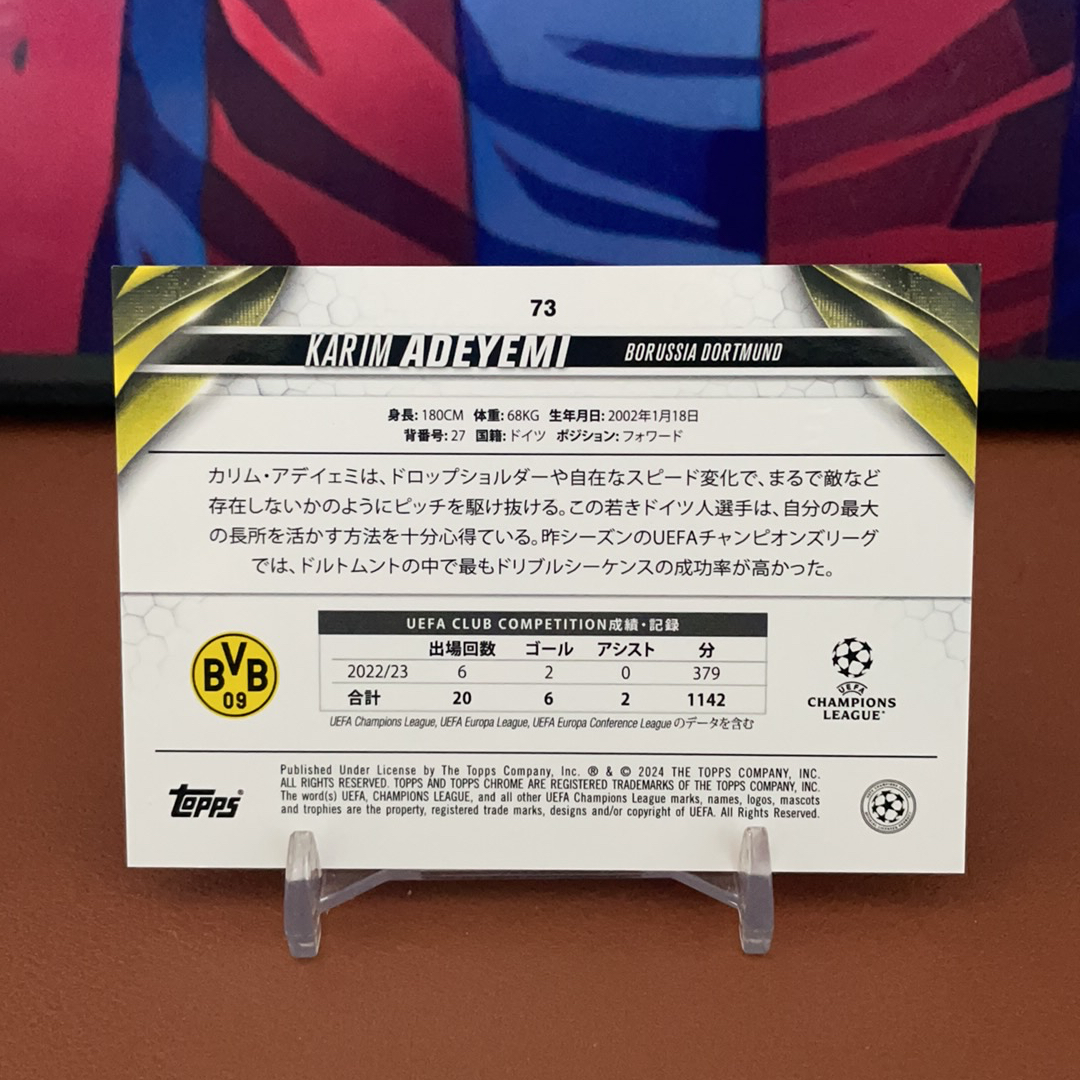 73
KARIM ADEYEMI BORUSSIA DORTMUND
身長: 180CM 体重: 68KG 生年月日: 2002年1月18日
背番号: 27 国籍: ドイツ ポジション: フォワード
カリム・アデイェミは、ドロップショルダーや自在なスピード変化で、まるで敵など
存在しないかのようにピッチを駆け抜ける。この若きドイツ人選手は、自分の最大
の長所を活かす方法を十分心得ている。昨シーズンのUEFAチャンピオンズリーグ
では、ドルトムントの中で最もドリブルシーケンスの成功率が高かった。
UEFA CLUB COMPETITION成績・記録
出場回数 ゴール アシスト 分
2022/23 6 2 0 379
合計 20 6 2 1142
UEFA Champions League, UEFA Europa League, UEFA Europa Conference League のデータを含む
BVB
09
UEFA
CHAMPIONS
LEAGUE®
topps®
Published Under License by The Topps Company, Inc. ® & © 2024 THE TOPPS COMPANY, INC.
ALL RIGHTS RESERVED. TOPPS AND TOPPS CHROME ARE REGISTERED TRADEMARKS OF THE TOPPS COMPANY, INC.
The word(s) UEFA, CHAMPIONS LEAGUE, and all other UEFA Champions League marks, names, logos, mascots
and trophies are the property, registered trade marks, designs and/or copyright of UEFA. All Rights Reserved.